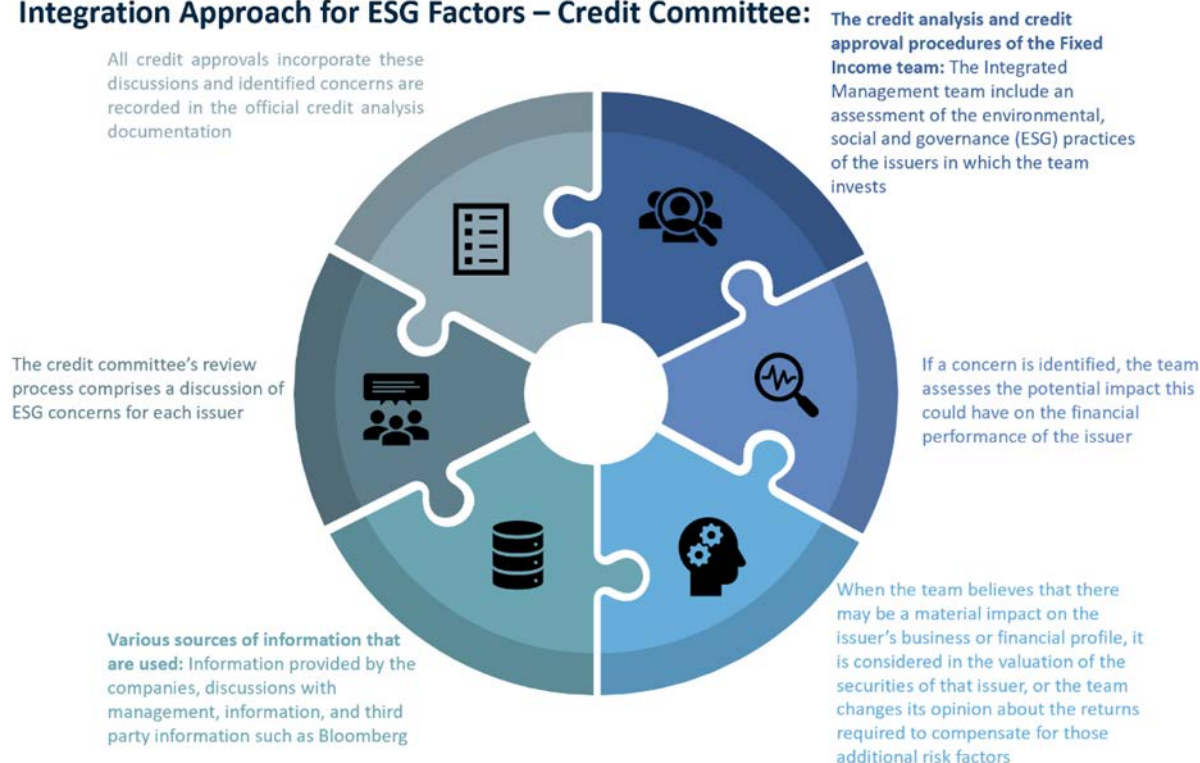 Integration Approach for ESG Factors – Credit Committee:
The credit analysis and credit
approval procedures of the Fixed
Income team: The Integrated
Management team include an
assessment of the environmental,
social and governance (ESG) practices
of the issuers in which the team
invests
If a concern is identified, the team
assesses the potential impact this
could have on the financial
performance of the issuer
When the team believes that there
may be a material impact on the
issuer's business or financial profile, it
is considered in the valuation of the
securities of that issuer, or the team
changes its opinion about the returns
required to compensate for those
additional risk factors
Various sources of information that
are used: Information provided by the
companies, discussions with
management, information, and third
party information such as Bloomberg
The credit committee's review
process comprises a discussion of
ESG concerns for each issuer
All credit approvals incorporate these
discussions and identified concerns are
recorded in the official credit analysis
documentation